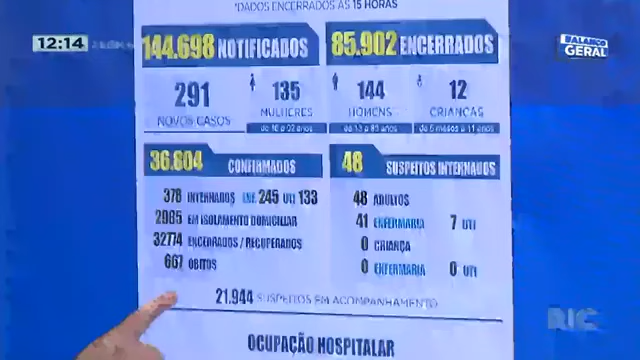 *DADOS ENCERRADOS ÀS 15 HORAS
12:14
144.698 NOTIFICADOS
85.902 ENCERRADOS
BALANÇO
GERAL
291
NOVOS CASOS
135
MULHERES
144
HOMENS
12
CRIANÇAS
36.604 CONFIRMADOS
48 SUSPEITOS INTERNADOS
378 INTERNADOS 245 UTI 133
2985 EM ISOLAMENTO DOMICILIAR
32774 ENCERRADOS / RECUPERADOS
667 ÓBITOS
48 ADULTOS
41 ENFERMARIA 7 UTI
0 CRIANÇA
0 ENFERMARIA 0 UTI
21.944 SUSPEITOS EM ACOMPANHAMENTO
RIC
OCUPAÇÃO HOSPITALAR